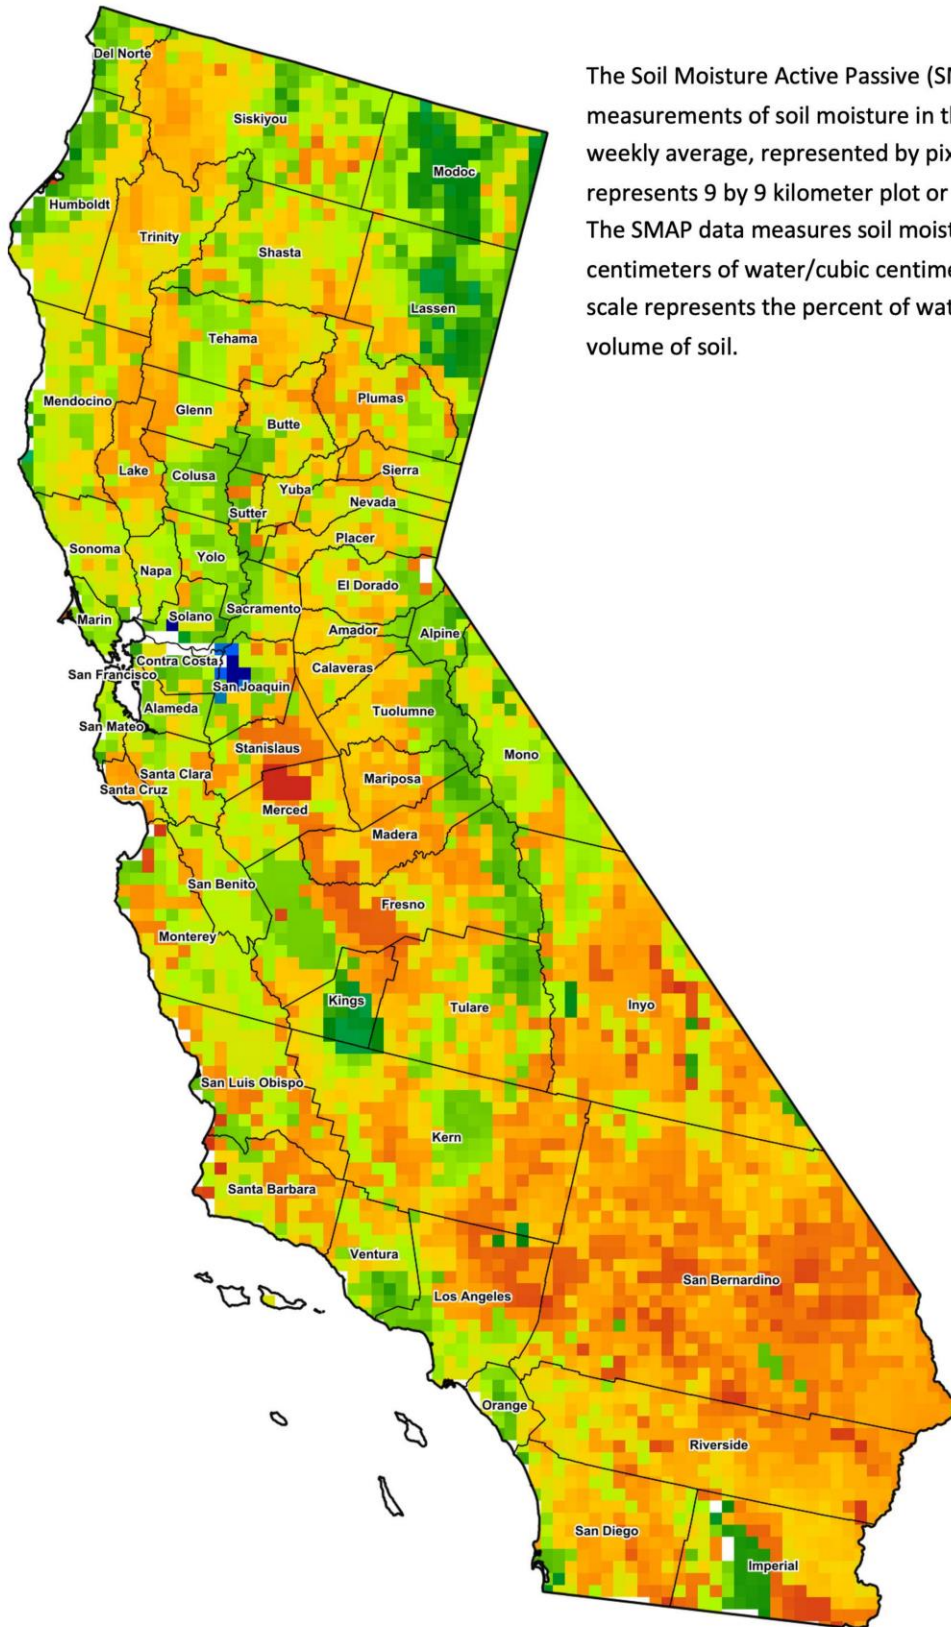 The Soil Moisture Active Passive (SM
measurements of soil moisture in th
weekly average, represented by pix
represents 9 by 9 kilometer plot or
The SMAP data measures soil moist
centimeters of water/cubic centime
scale represents the percent of wat
volume of soil.
Del Norte
Siskiyou
Modoc
Humboldt
Trinity
Shasta
Lassen
Tehama
Mendocino
Glenn
Butte
Plumas
Lake
Colusa
Sierra
Yuba
Nevada
Sutter
Placer
Sonoma
Yolo
Napa
El Dorado
Sacramento
Solano
Marin
Amador
Alpine
Contra Costa
Calaveras
San Francisco
San Joaquin
Alameda
Tuolumne
San Mateo
Stanislaus
Mono
Santa Clara
Mariposa
Santa Cruz
Merced
Madera
San Benito
Fresno
Monterey
Kings
Tulare
Inyo
San Luis Obispo
Kern
Santa Barbara
Ventura
San Bernardino
Los Angeles
Orange
Riverside
San Diego
Imperial